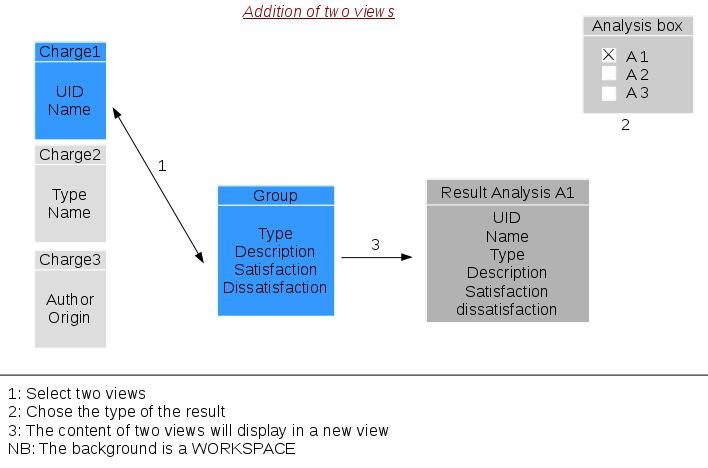 Addition of two views
Analysis box
A1
A2
A3
2
Charge1
UID
Name
Charge2
Type
Name
Charge3
Author
Origin
1
Group
Type
Description
Satisfaction
Dissatisfaction
3
Result Analysis A1
UID
Name
Type
Description
Satisfaction
dissatisfaction
1: Select two views
2: Chose the type of the result
3: The content of two views will display in a new view
NB: The background is a WORKSPACE